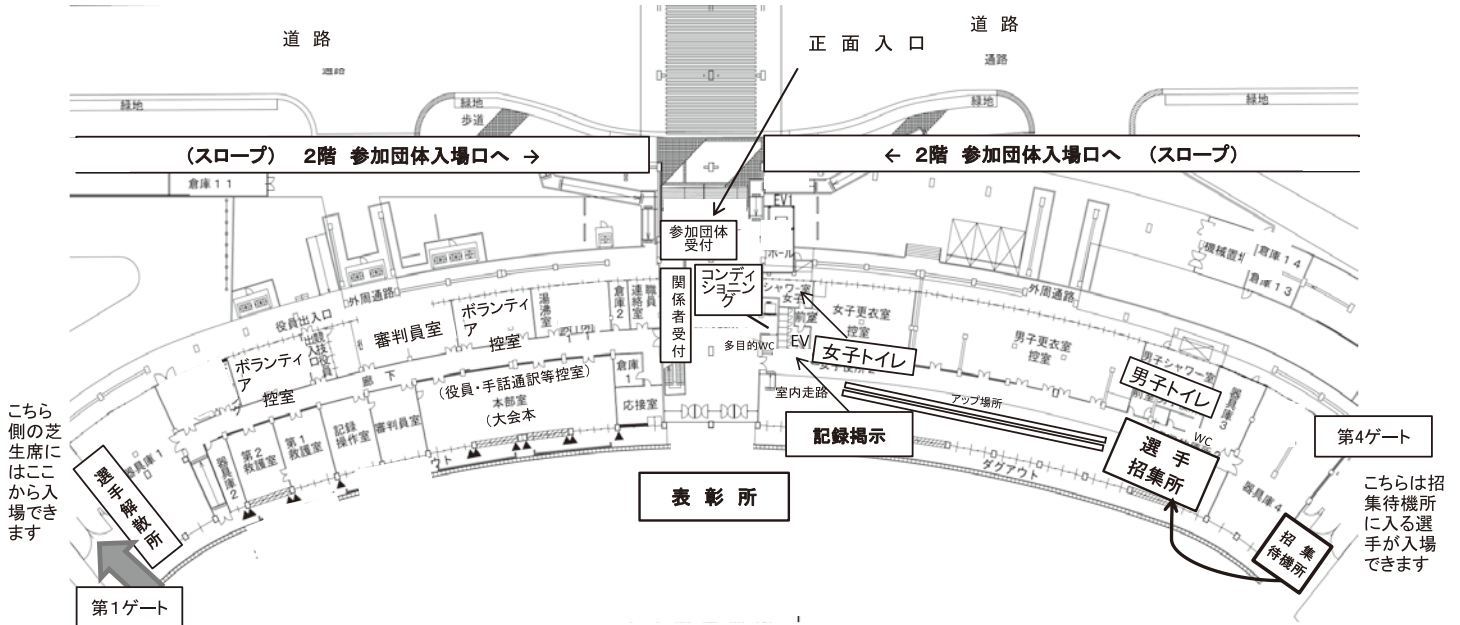 道 路
道 路
正 面 入 口
通路
通路
緑地
緑地
歩道
緑地
緑地
(スロープ) 2階 参加団体入場口へ →
← 2階 参加団体入場口へ (スロープ)
倉庫11
EV1
参加団体
受付
ホール
機械置場
倉庫14
倉庫13
コンディ
ショニン
グ
関係者受付
シャワー室
女子
前室
外周通路
外周通路
役員出入口
ボランティ
ア
控室
審判員室
ボランティ
ア
控室
湯沸室
倉庫2
連絡室
職員
女子更衣室
控室
男子更衣室
控室
男子シャワー室
多目的WC
EV
女子トイレ
男子トイレ
廊 下
(役員・手話通訳等控室)
本部室
(大会本
倉庫
1
応接室
室内走路
アップ場所
記録掲示
器具庫3
WC
選 手
招集所
第4ゲート
こちら
側の芝
生席に
はここ
から入
場でき
ます
器具庫1
選手解散所
器具庫2
第2
救護室
第1
救護室
記録
操作室
審判員室
表 彰 所
ダグアウト
器具庫4
招 集
待機所
こちらは招
集待機所
に入る選
手が入場
できます
第1ゲート